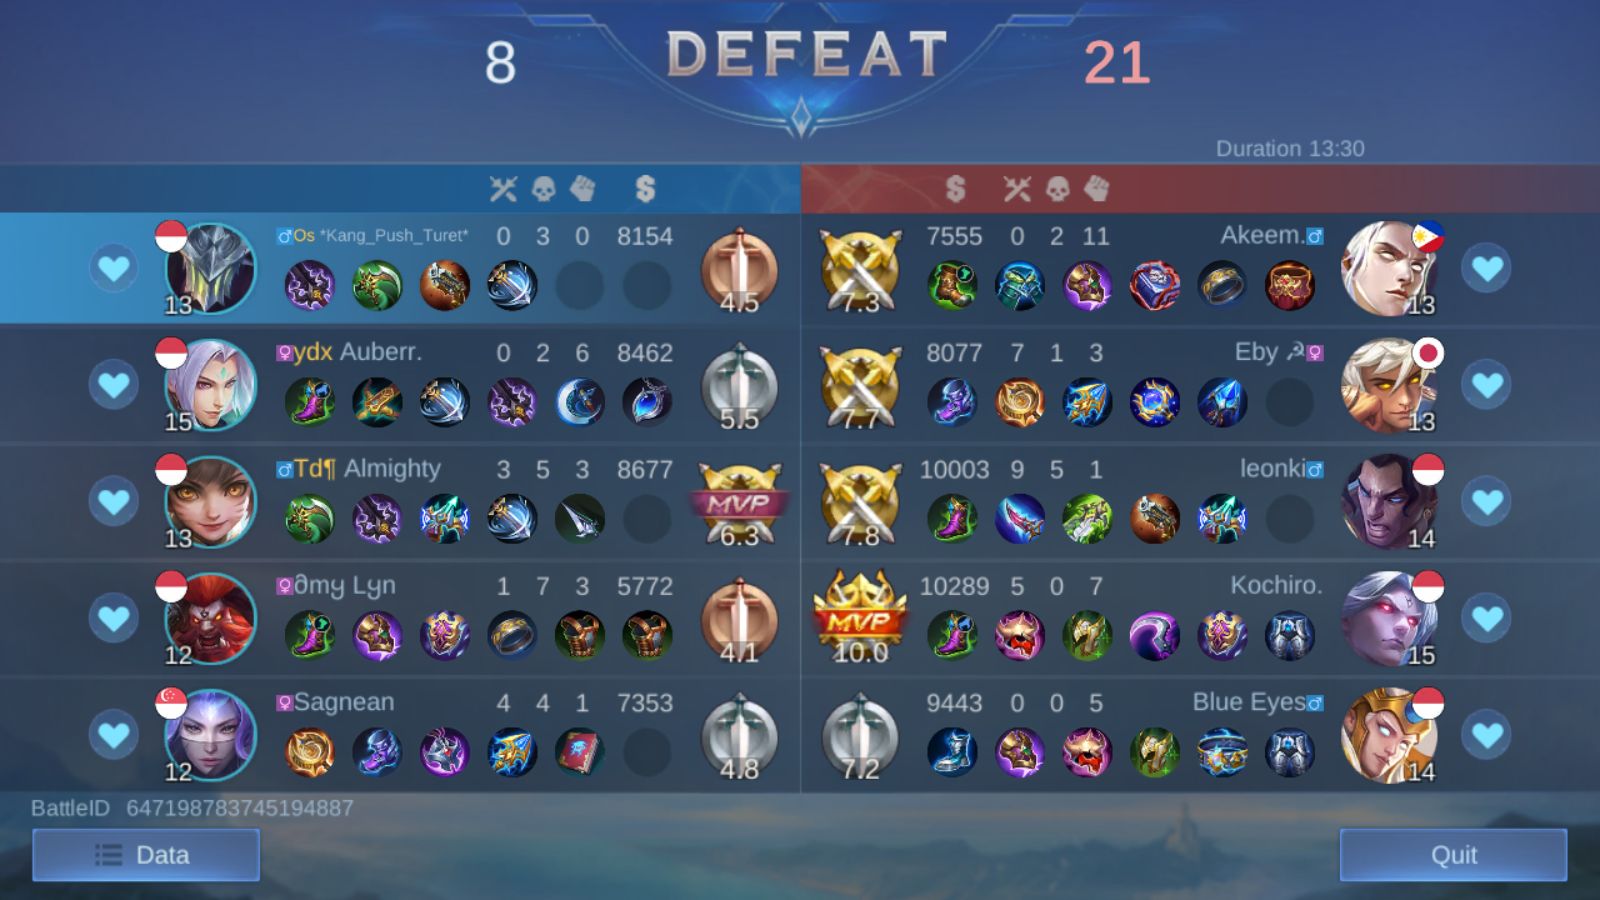 8 DEFEAT 21
Duration 13:30
Os *Kang_Push_Turet* 0 3 0 8154
13 4.5
7.3 7555 0 2 11 Akeem.
13
ydx Auberr. 0 2 6 8462
15 5.5
7.7 8077 7 1 3 Eby ☭
13
Td¶ Almighty 3 5 3 8677
13 MVP 6.3
7.8 10003 9 5 1 leonki
14
ðmy Lyn 1 7 3 5772
12 4.1
MVP 10.0 10289 5 0 7 Kochiro.
15
Sagnean 4 4 1 7353
12 4.8
7.2 9443 0 0 5 Blue Eyes
14
BattleID 647198783745194887
Data
Quit